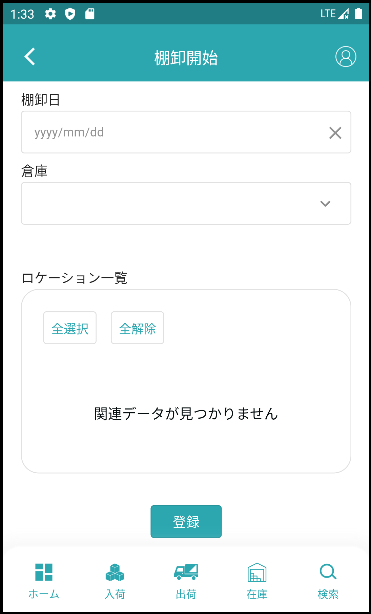 1:33
LTE
棚卸開始
棚卸日
yyyy/mm/dd
倉庫
ロケーション一覧
全選択 全解除
関連データが見つかりません
登録
ホーム 入荷 出荷 在庫 検索